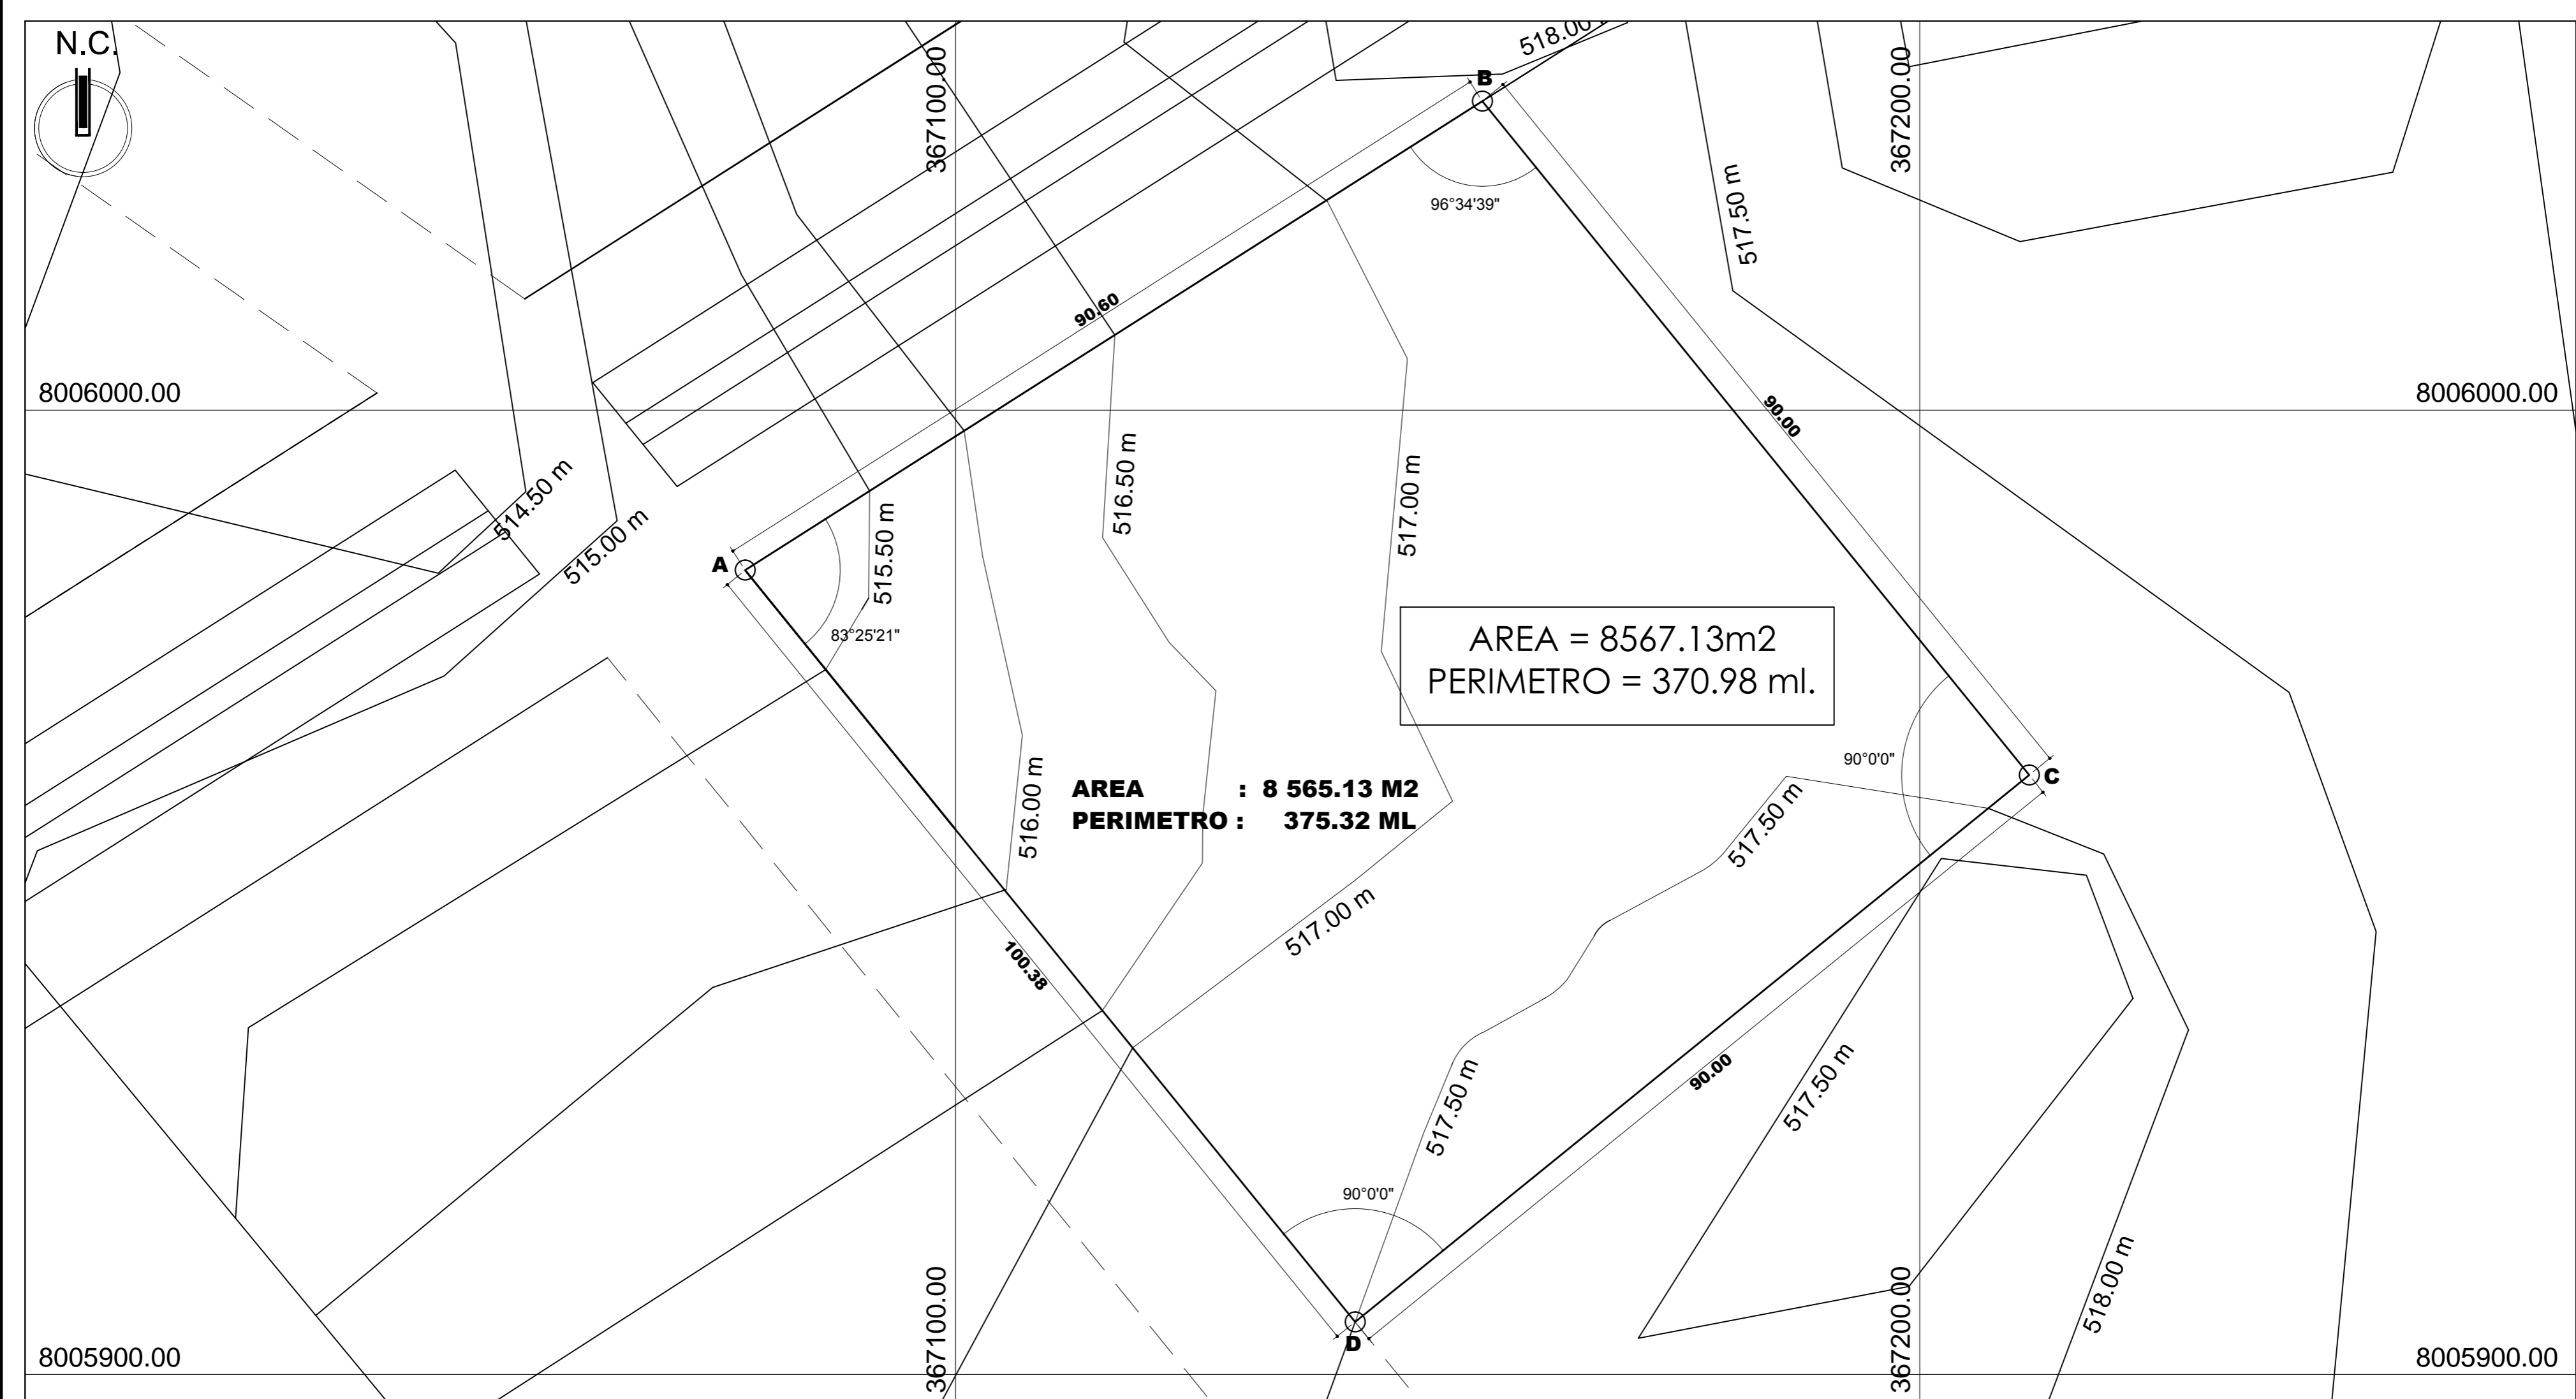 N.C.
367100.00
518.00
B
367200.00
96°34'39"
517.50 m
90.60
8006000.00
90.00
8006000.00
514.50 m
516.50 m
517.00 m
515.00 m
515.50 m
A
83°25'21"
AREA = 8567.13m2
PERIMETRO = 370.98 ml.
90°0'0"
C
516.00 m
AREA : 8 565.13 M2
PERIMETRO : 375.32 ML
517.50 m
517.00 m
100.38
517.50 m
90.00
517.50 m
90°0'0"
518.00 m
367100.00
367200.00
D
8005900.00
8005900.00